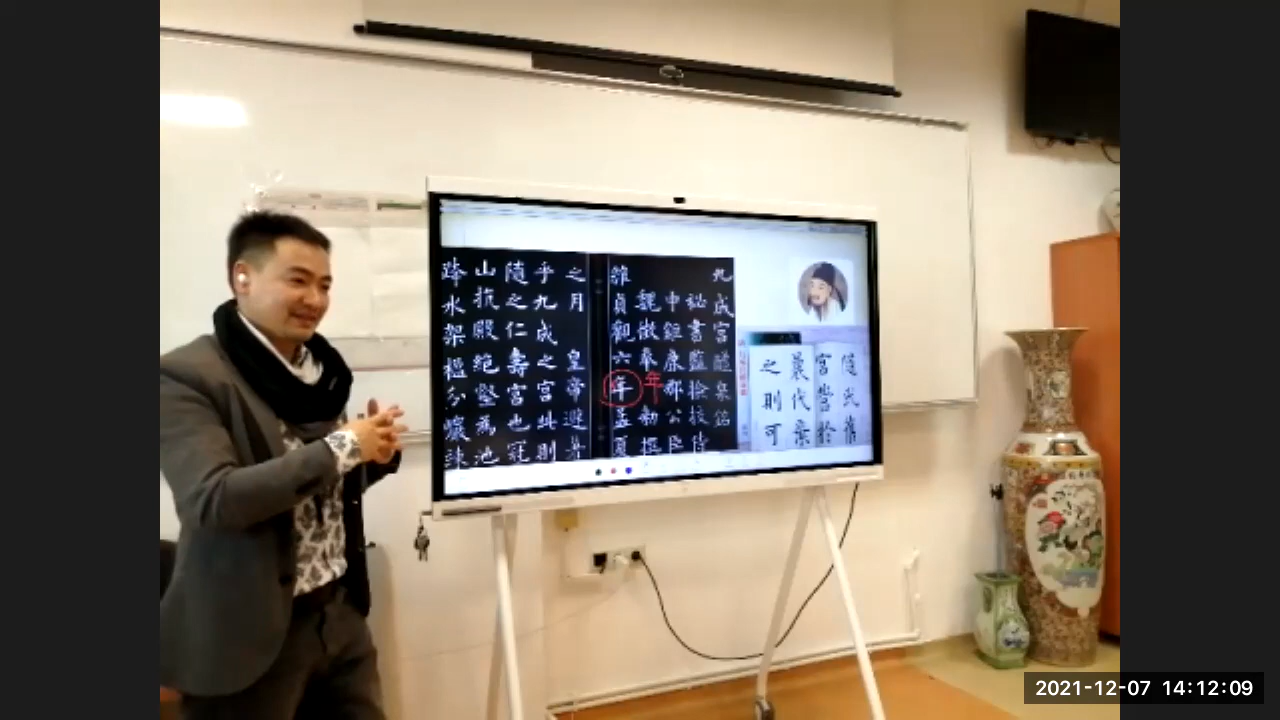 九成宮醴泉銘
秘書監檢挍侍
中鉅鹿郡公臣
魏徵奉勑撰
維貞觀六年孟夏
年
之月 皇帝避暑
乎九成之宮此則
隨之仁壽宮也冠
山抗殿絕壑為池
跨水架楹分巖竦
隨氏舊
宮營於
曩代棄
之則可
2021-12-07 14:12:09